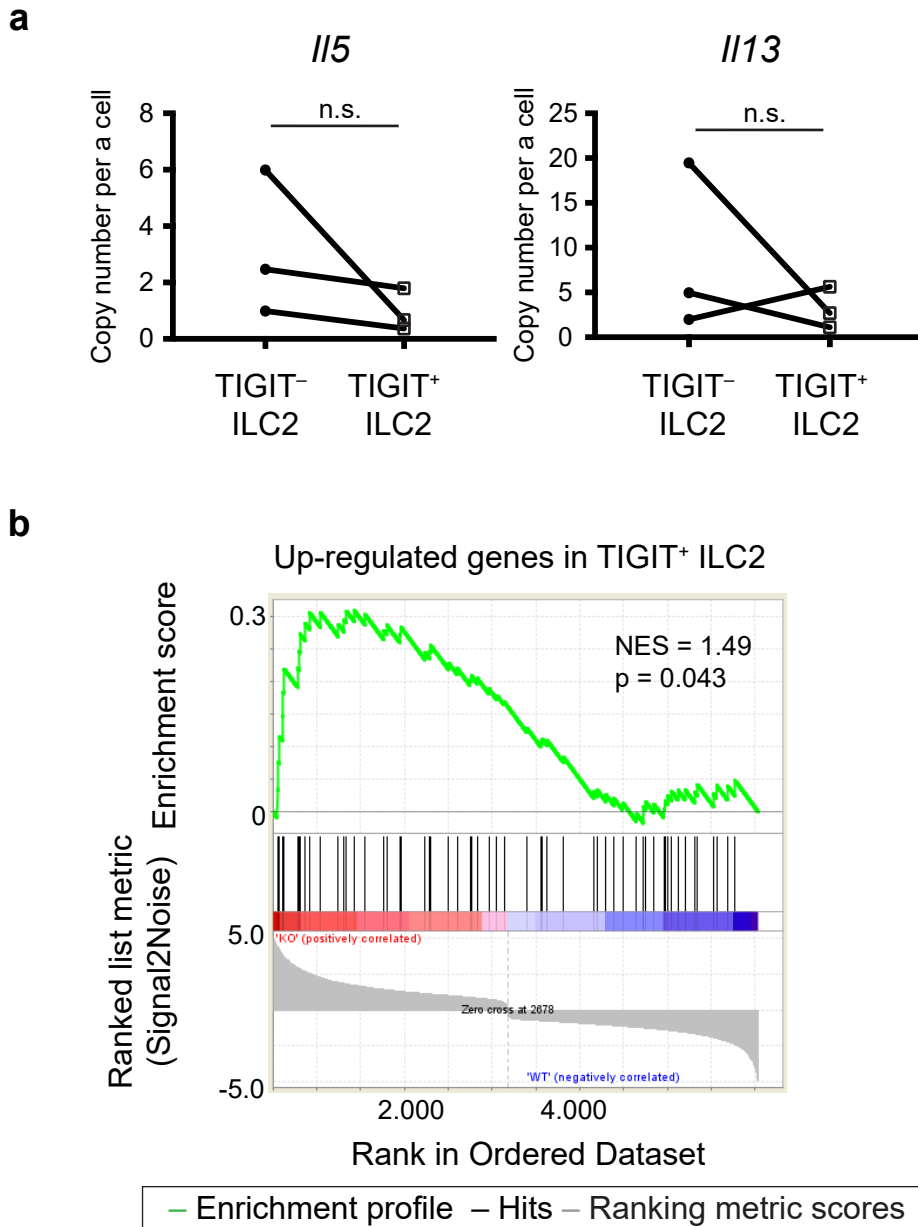 a
Il5
Il13
Copy number per a cell
8
6
4
2
0
n.s.
TIGIT– TIGIT+
ILC2 ILC2
Copy number per a cell
25
20
15
10
5
0
n.s.
TIGIT– TIGIT+
ILC2 ILC2
b
Up-regulated genes in TIGIT+ ILC2
Enrichment score
0.3
0
NES = 1.49
p = 0.043
Ranked list metric
(Signal2Noise)
5.0
-5.0
'KO' (positively correlated)
Zero cross at 2678
'WT' (negatively correlated)
2.000 4.000
Rank in Ordered Dataset
– Enrichment profile – Hits – Ranking metric scores